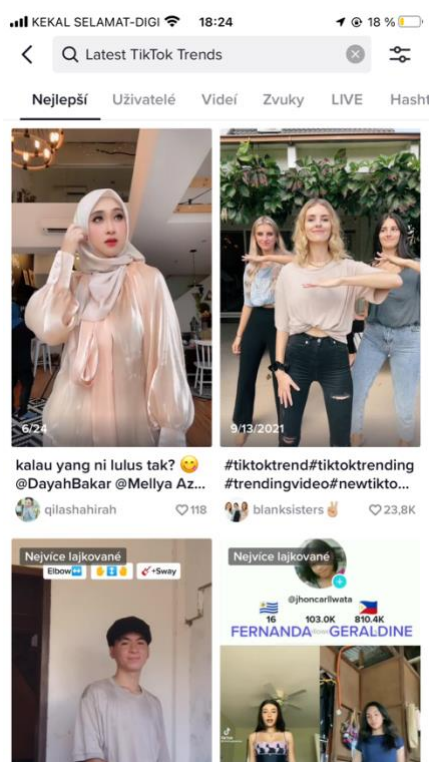 KEKAL SELAMAT-DIGI 18:24 18 %
Latest TikTok Trends
Nejlepší Uživatelé Videí Zvuky LIVE Hasht
6/24
9/13/2021
kalau yang ni lulus tak? 😋
@DayahBakar @Mellya Az...
qilashahirah 118
#tiktoktrend#tiktoktrending
#trendingvideo#newtikto...
blanksisters✌🏼 23,8K
Nejvíce lajkované
Elbow↔️ ✋↕️🤚 💃+Sway
Nejvíce lajkované
@jhoncarllwata
16 103.0K 810.4K
FERNANDA GERALDINE